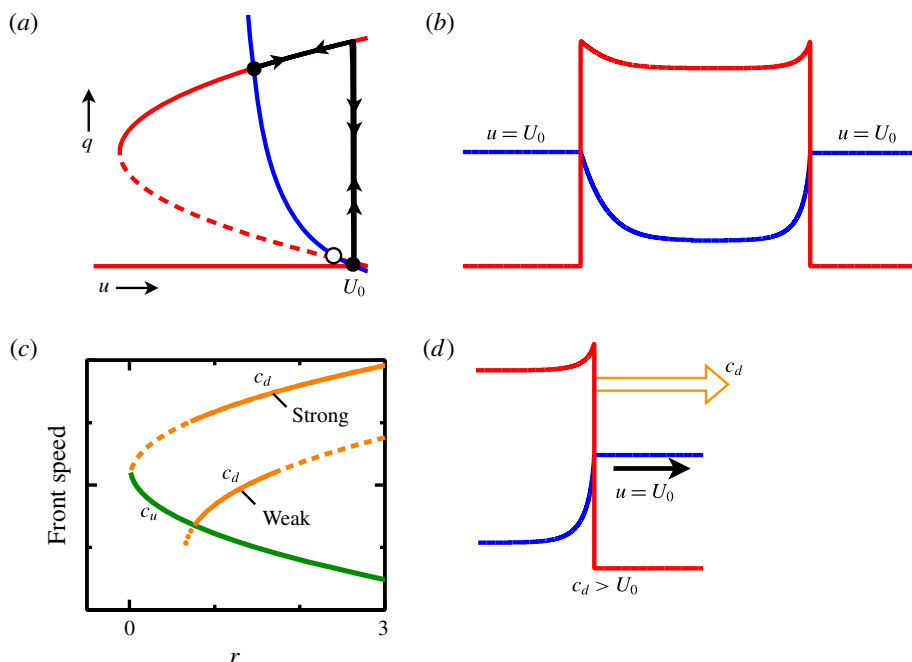 (a)
q
u
U0
(b)
u = U0
u = U0
(c)
Front speed
cd
Strong
cd
Weak
cu
0
3
r
(d)
cd
u = U0
cd > U0